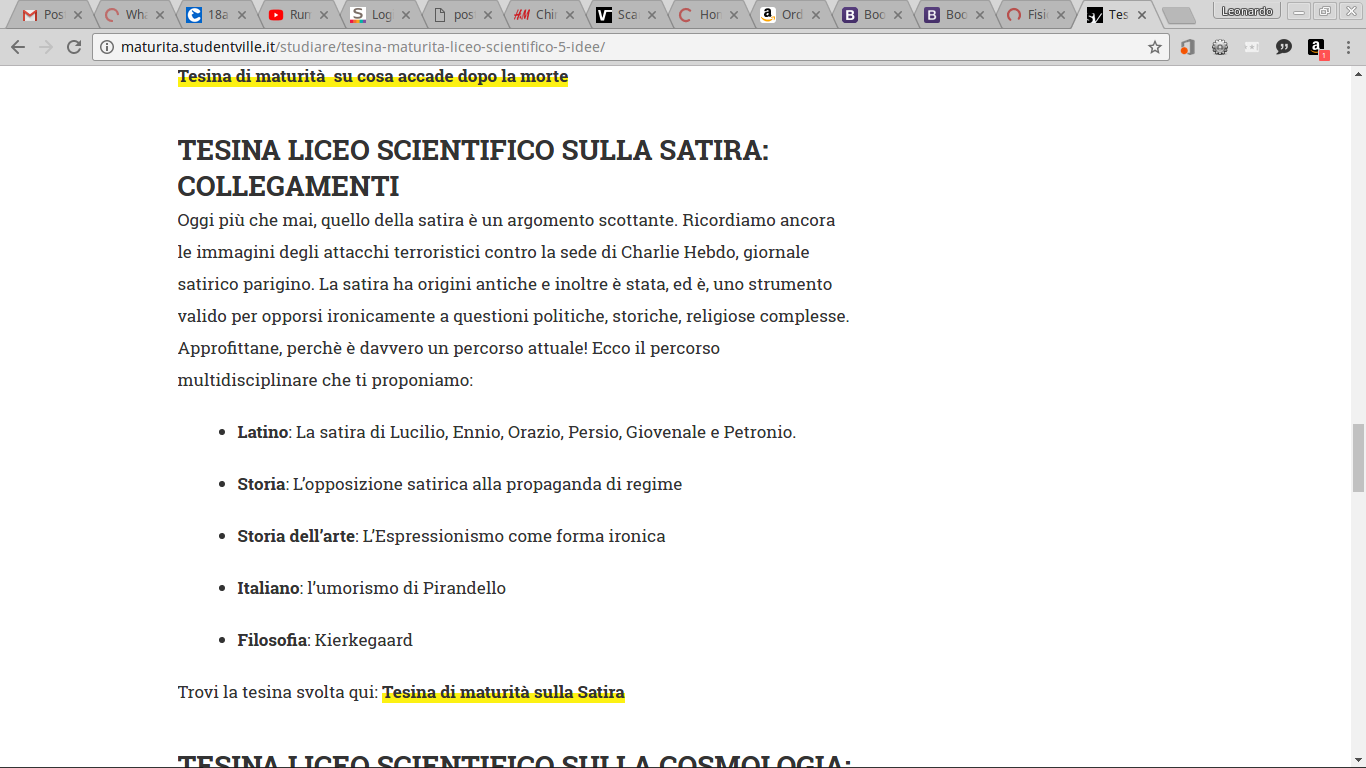 Pos
Wha
18a
Run
Log
pos
Chi
Sca
Hor
Ord
Boo
Boo
Fisi
Tes
Leonardo
maturita.studentville.it/studiare/tesina-maturita-liceo-scientifico-5-idee/
1
Tesina di maturità  su cosa accade dopo la morte
TESINA LICEO SCIENTIFICO SULLA SATIRA:
COLLEGAMENTI
Oggi più che mai, quello della satira è un argomento scottante. Ricordiamo ancora
le immagini degli attacchi terroristici contro la sede di Charlie Hebdo, giornale
satirico parigino. La satira ha origini antiche e inoltre è stata, ed è, uno strumento
valido per opporsi ironicamente a questioni politiche, storiche, religiose complesse.
Approfittane, perchè è davvero un percorso attuale! Ecco il percorso
multidisciplinare che ti proponiamo:
Latino: La satira di Lucilio, Ennio, Orazio, Persio, Giovenale e Petronio.
Storia: L’opposizione satirica alla propaganda di regime
Storia dell’arte: L’Espressionismo come forma ironica
Italiano: l’umorismo di Pirandello
Filosofia: Kierkegaard
Trovi la tesina svolta qui: Tesina di maturità sulla Satira
TESINA LICEO SCIENTIFICO SULLA COSMOLOGIA: